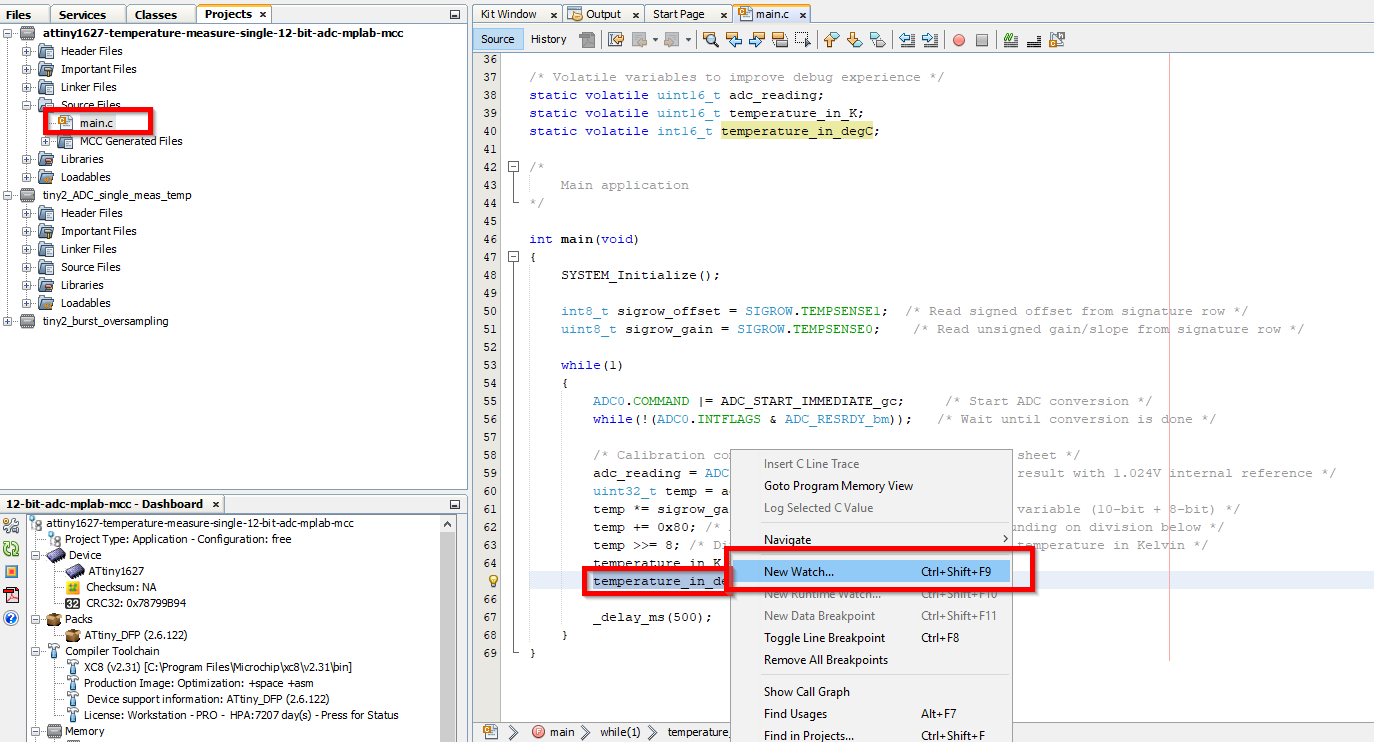 Files Services Classes Projects ×
attiny1627-temperature-measure-single-12-bit-adc-mplab-mcc
Header Files
Important Files
Linker Files
Source Files
main.c
MCC Generated Files
Libraries
Loadables
tiny2_ADC_single_meas_temp
Header Files
Important Files
Linker Files
Source Files
Libraries
Loadables
tiny2_burst_oversampling
12-bit-adc-mplab-mcc - Dashboard ×
attiny1627-temperature-measure-single-12-bit-adc-mplab-mcc
Project Type: Application - Configuration: free
Device
ATtiny1627
Checksum: NA
CRC32: 0x78799B94
Packs
ATtiny_DFP (2.6.122)
Compiler Toolchain
XC8 (v2.31) [C:\Program Files\Microchip\xc8\v2.31\bin]
Production Image: Optimization: +space +asm
Device support information: ATtiny_DFP (2.6.122)
License: Workstation - PRO - HPA:7207 day(s) - Press for Status
Memory
Kit Window × Output × Start Page × main.c ×
Source History
36
37 /* Volatile variables to improve debug experience */
38 static volatile uint16_t adc_reading;
39 static volatile uint16_t temperature_in_K;
40 static volatile int16_t temperature_in_degC;
41
42 /*
43 Main application
44 */
45
46 int main(void)
47 {
48 SYSTEM_Initialize();
49
50 int8_t sigrow_offset = SIGROW.TEMPSENSE1; /* Read signed offset from signature row */
51 uint8_t sigrow_gain = SIGROW.TEMPSENSE0; /* Read unsigned gain/slope from signature row */
52
53 while(1)
54 {
55 ADC0.COMMAND |= ADC_START_IMMEDIATE_gc; /* Start ADC conversion */
56 while(!(ADC0.INTFLAGS & ADC_RESRDY_bm)); /* Wait until conversion is done */
57
58 /* Calibration co sheet */
59 adc_reading = ADC result with 1.024V internal reference */
60 uint32_t temp = a
61 temp *= sigrow_ga variable (10-bit + 8-bit) */
62 temp += 0x80; /* unding on division below */
63 temp >>= 8; /* Di temperature in Kelvin */
64 temperature_in_K
temperature_in_de
66
67 _delay_ms(500);
68 }
69 }
Insert C Line Trace
Goto Program Memory View
Log Selected C Value
Navigate
New Watch... Ctrl+Shift+F9
New Runtime Watch... Ctrl+Shift+F10
New Data Breakpoint Ctrl+Shift+F11
Toggle Line Breakpoint Ctrl+F8
Remove All Breakpoints
Show Call Graph
Find Usages Alt+F7
Find in Projects... Ctrl+Shift+F
main while(1) temperature_